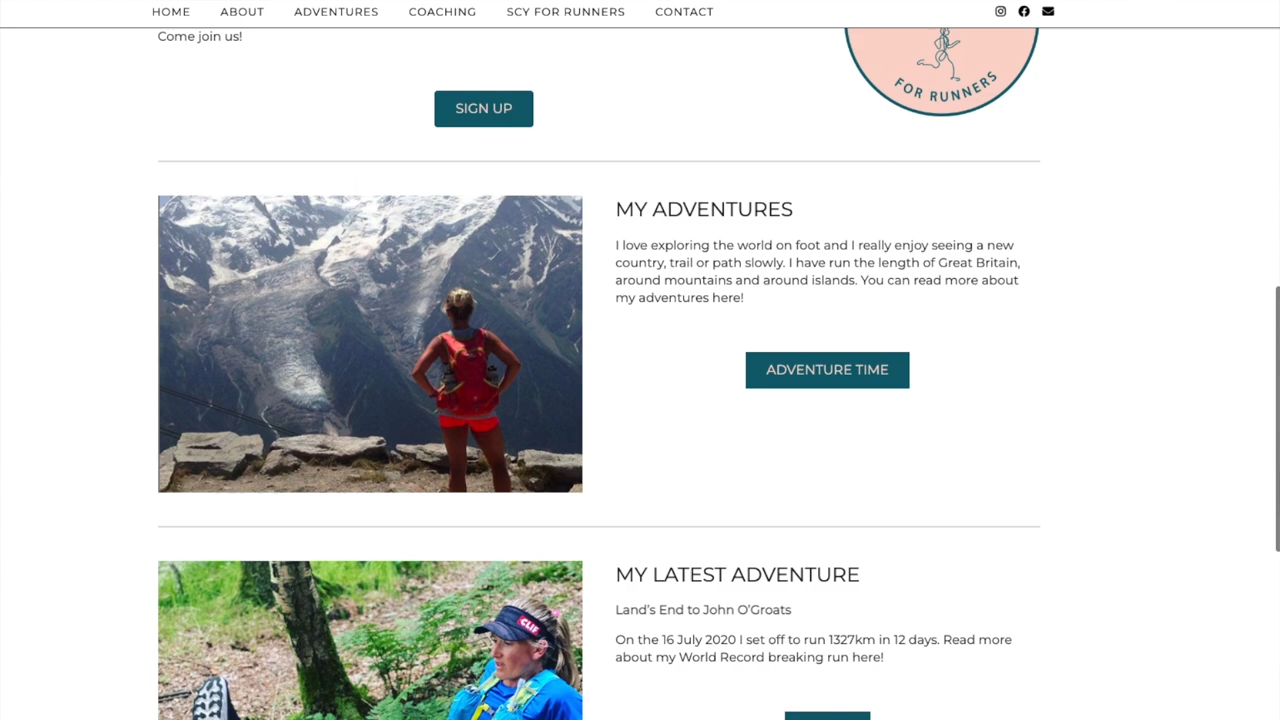 HOME ABOUT ADVENTURES COACHING SCY FOR RUNNERS CONTACT
Come join us!
FOR RUNNERS
SIGN UP
MY ADVENTURES
I love exploring the world on foot and I really enjoy seeing a new
country, trail or path slowly. I have run the length of Great Britain,
around mountains and around islands. You can read more about
my adventures here!
ADVENTURE TIME
MY LATEST ADVENTURE
Land's End to John O'Groats
On the 16 July 2020 I set off to run 1327km in 12 days. Read more
about my World Record breaking run here!
CLIF